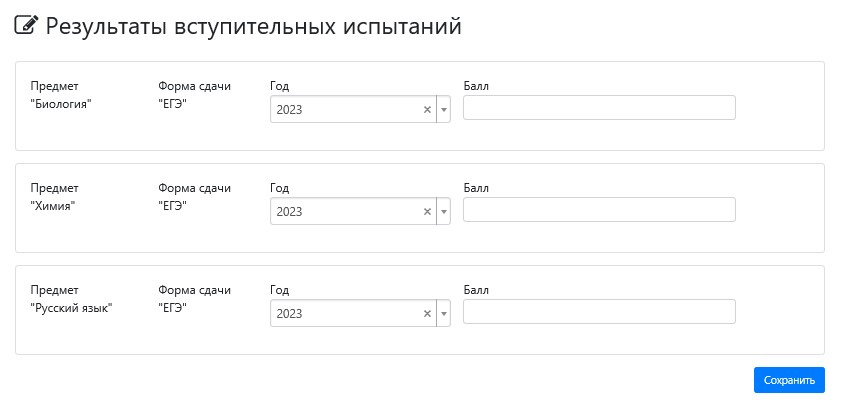 Результаты вступительных испытаний
Предмет Форма сдачи Год Балл
"Биология" "ЕГЭ" 2023 ×
Предмет Форма сдачи Год Балл
"Химия" "ЕГЭ" 2023 ×
Предмет Форма сдачи Год Балл
"Русский язык" "ЕГЭ" 2023 ×
Сохранить